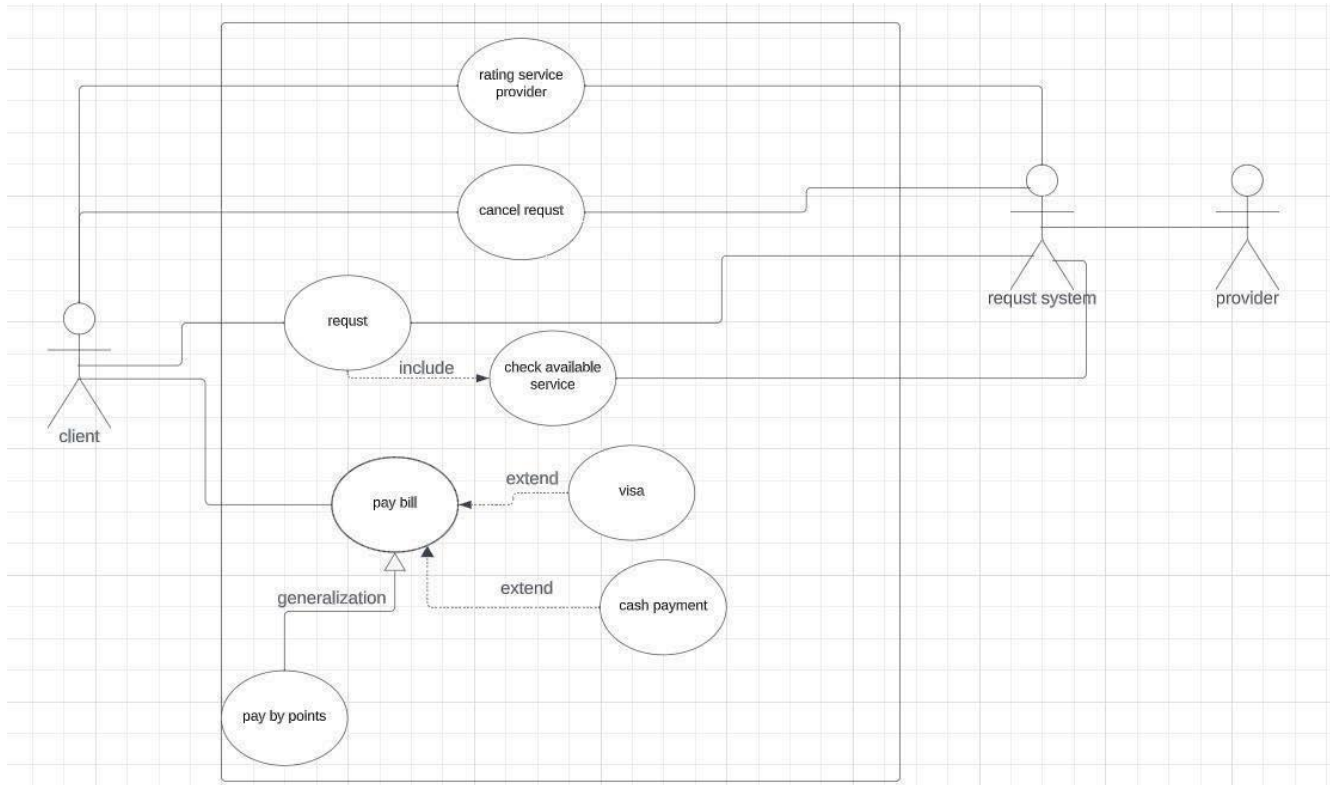 rating service
provider
cancel requst
requst system
provider
requst
include
check available
service
client
extend
visa
pay bill
generalization
extend
cash payment
pay by points